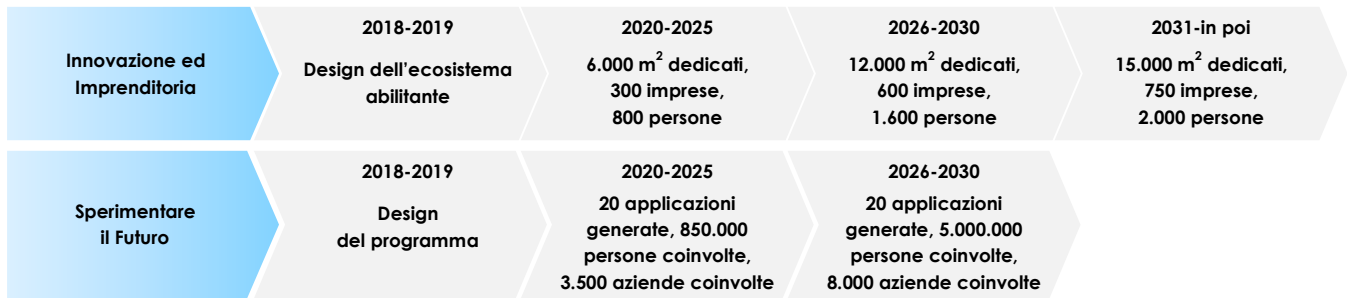 Innovazione ed
Imprenditoria
2018-2019
Design dell'ecosistema
abilitante
2020-2025
6.000 m² dedicati,
300 imprese,
800 persone
2026-2030
12.000 m² dedicati,
600 imprese,
1.600 persone
2031-in poi
15.000 m² dedicati,
750 imprese,
2.000 persone
Sperimentare
il Futuro
2018-2019
Design
del programma
2020-2025
20 applicazioni
generate, 850.000
persone coinvolte,
3.500 aziende coinvolte
2026-2030
20 applicazioni
generate, 5.000.000
persone coinvolte,
8.000 aziende coinvolte